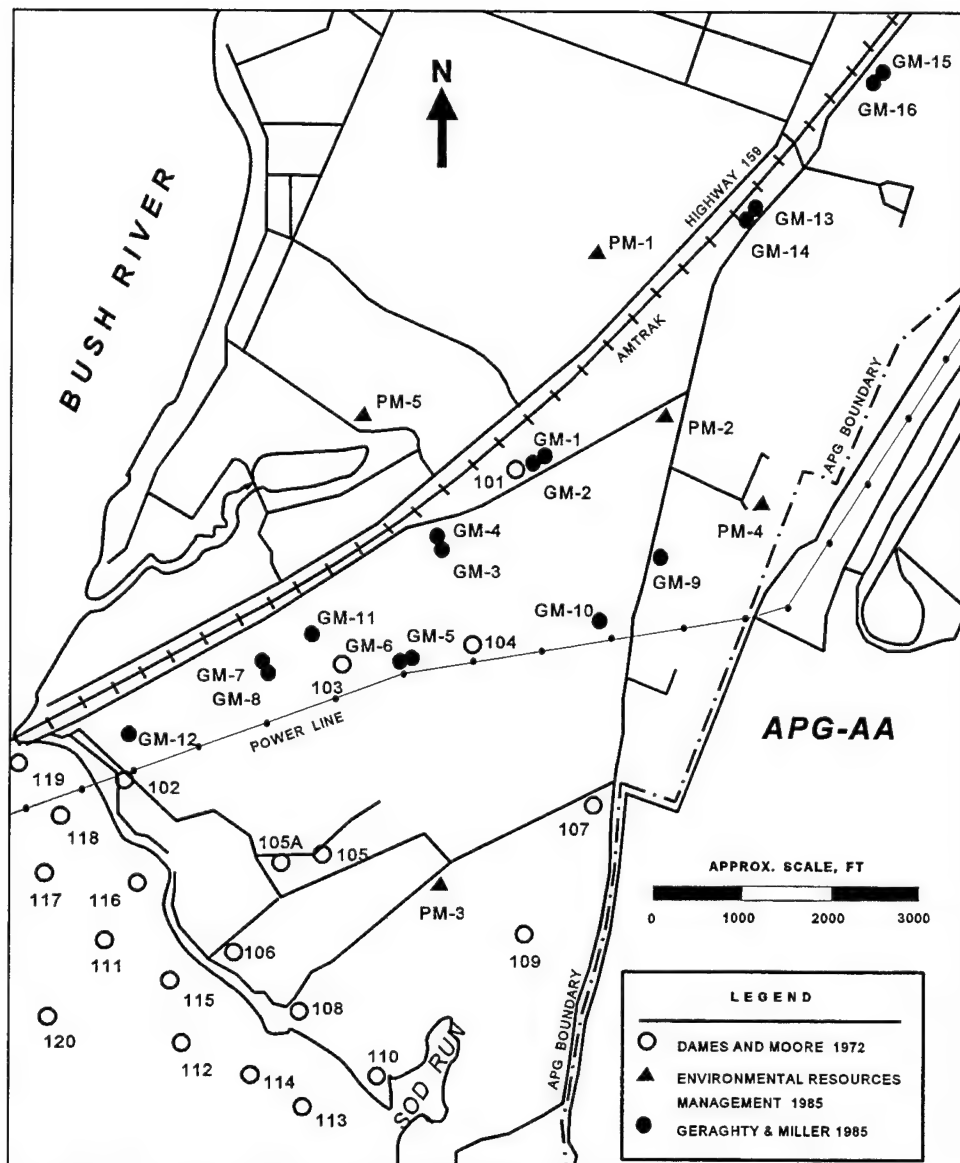 N
GM-15
GM-16
HIGHWAY 159
GM-13
GM-14
PM-1
BUSH RIVER
AMTRAK
PM-5
PM-2
APG BOUNDARY
GM-1
101
GM-2
PM-4
GM-4
GM-3
GM-9
GM-11
GM-10
GM-6
GM-5
104
GM-7
103
GM-8
POWER LINE
APG-AA
GM-12
119
102
118
107
105A
105
117
116
PM-3
APPROX. SCALE, FT
0 1000 2000 3000
111
106
109
115
108
120
112
114
110
113
SOD RUN
APG BOUNDARY
LEGEND
DAMES AND MOORE 1972
ENVIRONMENTAL RESOURCES
MANAGEMENT 1985
GERAGHTY & MILLER 1985